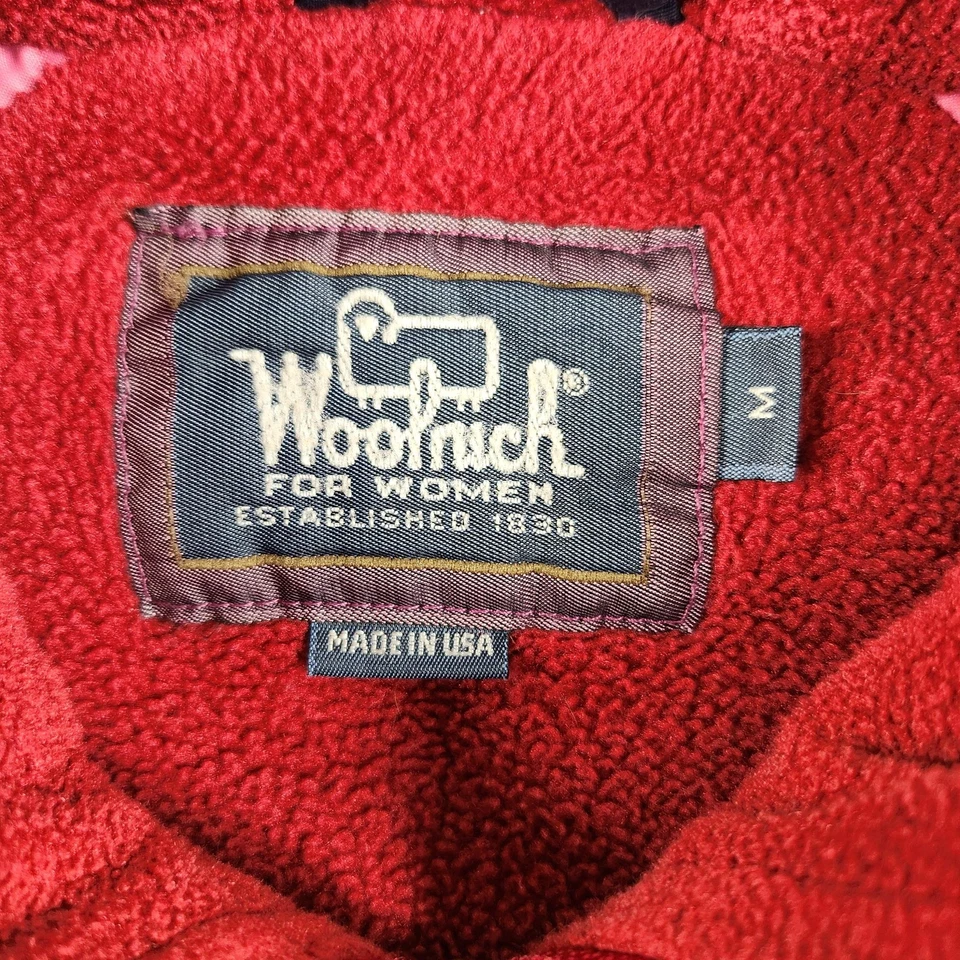 Woolrich®
FOR WOMEN
ESTABLISHED 1830
M
MADE IN USA